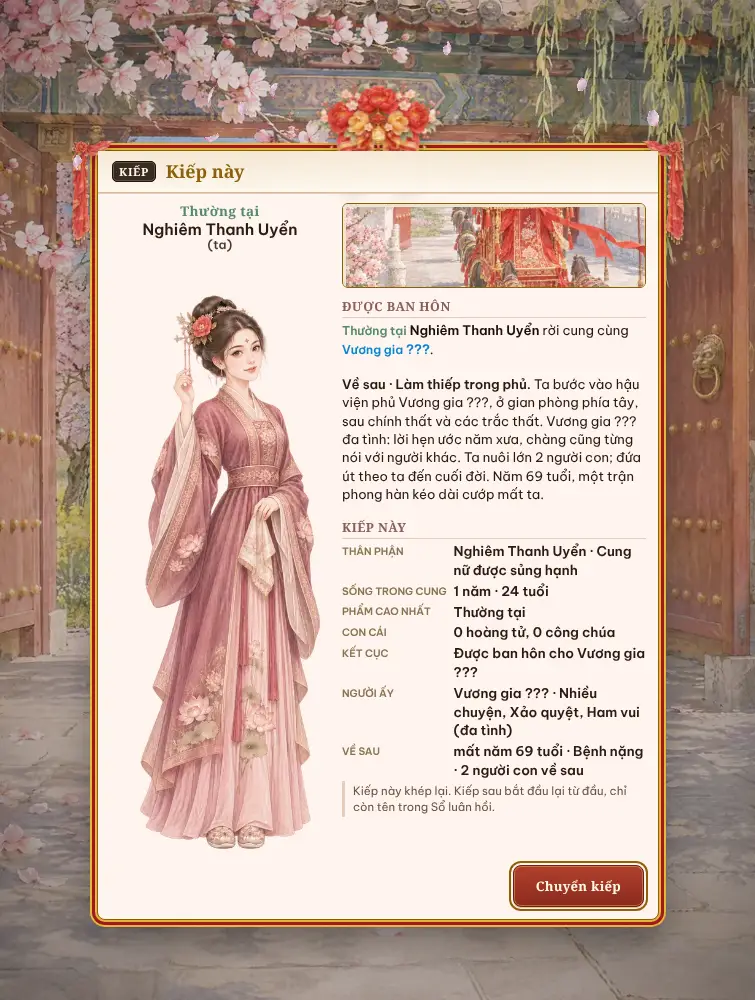 KIẾP Kiếp này
Thường tại
Nghiêm Thanh Uyển
(ta)
ĐƯỢC BAN HÔN
Thường tại Nghiêm Thanh Uyển rời cung cùng
Vương gia ???.
Về sau · Làm thiếp trong phủ. Ta bước vào hậu
viện phủ Vương gia ???, ở gian phòng phía tây,
sau chính thất và các trắc thất. Vương gia ???
đa tình: lời hẹn ước năm xưa, chàng cũng từng
nói với người khác. Ta nuôi lớn 2 người con; đứa
út theo ta đến cuối đời. Năm 69 tuổi, một trận
phong hàn kéo dài cướp mất ta.
KIẾP NÀY
THÂN PHẬN Nghiêm Thanh Uyển · Cung
nữ được sủng hạnh
SỐNG TRONG CUNG 1 năm · 24 tuổi
PHẨM CAO NHẤT Thường tại
CON CÁI 0 hoàng tử, 0 công chúa
KẾT CỤC Được ban hôn cho Vương gia
???
NGƯỜI ẤY Vương gia ??? · Nhiều
chuyện, Xảo quyệt, Ham vui
(đa tình)
VỀ SAU mất năm 69 tuổi · Bệnh nặng
· 2 người con về sau
Kiếp này khép lại. Kiếp sau bắt đầu lại từ đầu, chỉ
còn tên trong Sổ luân hồi.
Chuyển kiếp